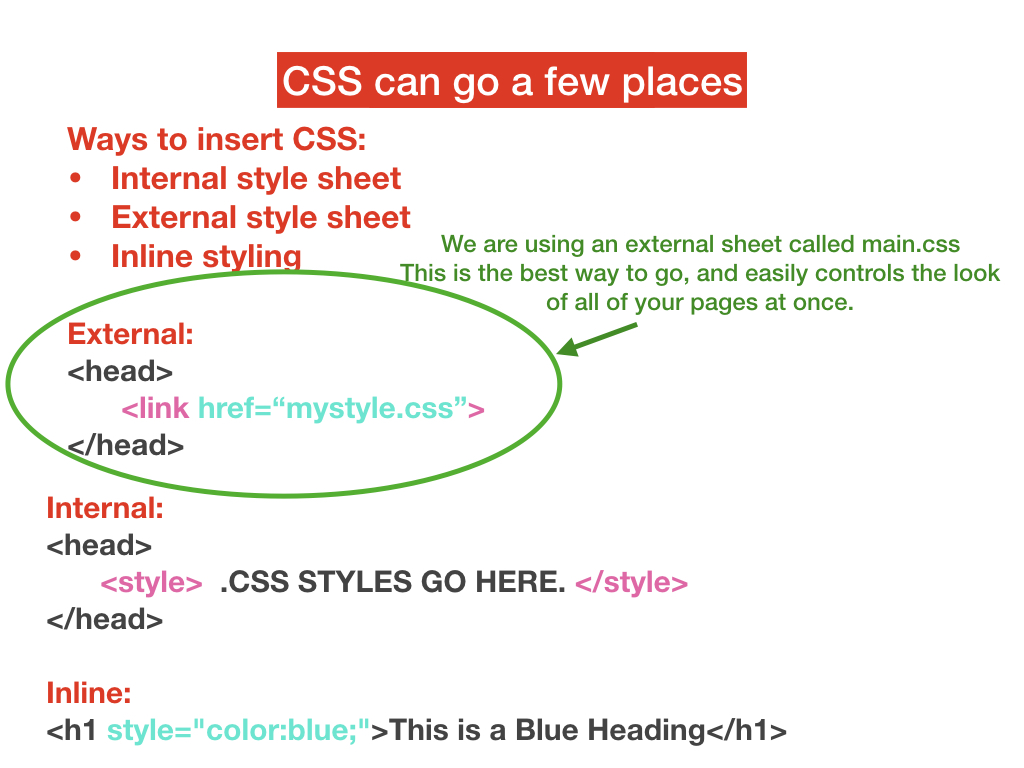 CSS can go a few places
Ways to insert CSS:
• Internal style sheet
• External style sheet
• Inline styling
We are using an external sheet called main.css
This is the best way to go, and easily controls the look
of all of your pages at once.
External:
<head>
<link href=“mystyle.css”>
</head>
Internal:
<head>
<style> .CSS STYLES GO HERE. </style>
</head>
Inline:
<h1 style="color:blue;">This is a Blue Heading</h1>